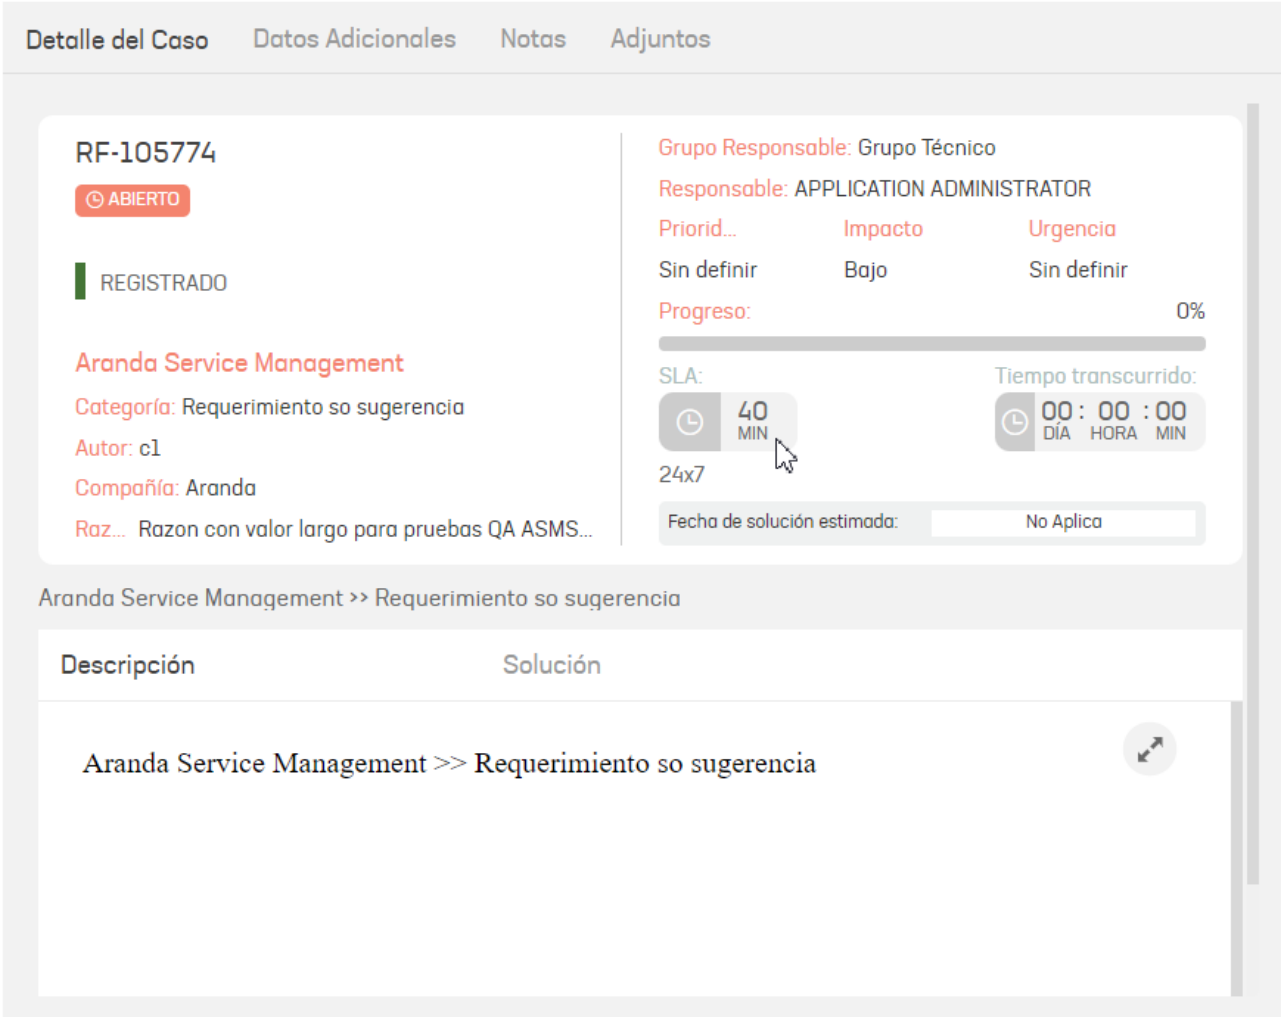 Detalle del Caso Datos Adicionales Notas Adjuntos
RF-105774
ABIERTO
REGISTRADO
Aranda Service Management
Categoría: Requerimiento so sugerencia
Autor: cl
Compañía: Aranda
Raz... Razon con valor largo para pruebas QA ASMS...
Grupo Responsable: Grupo Técnico
Responsable: APPLICATION ADMINISTRATOR
Priorid... Impacto Urgencia
Sin definir Bajo Sin definir
Progreso: 0%
SLA: Tiempo transcurrido:
40 00 : 00 : 00
MIN DÍA HORA MIN
24x7
Fecha de solución estimada: No Aplica
Aranda Service Management >> Requerimiento so sugerencia
Descripción Solución
Aranda Service Management >> Requerimiento so sugerencia